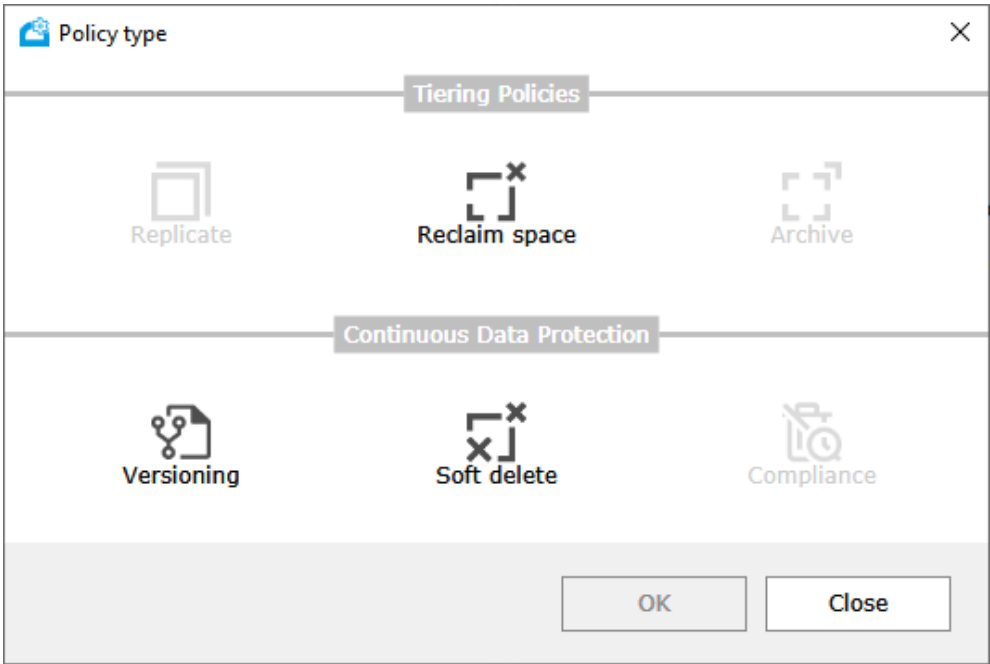 Policy type
Tiering Policies
Replicate
Reclaim space
Archive
Continuous Data Protection
Versioning
Soft delete
Compliance
OK
Close